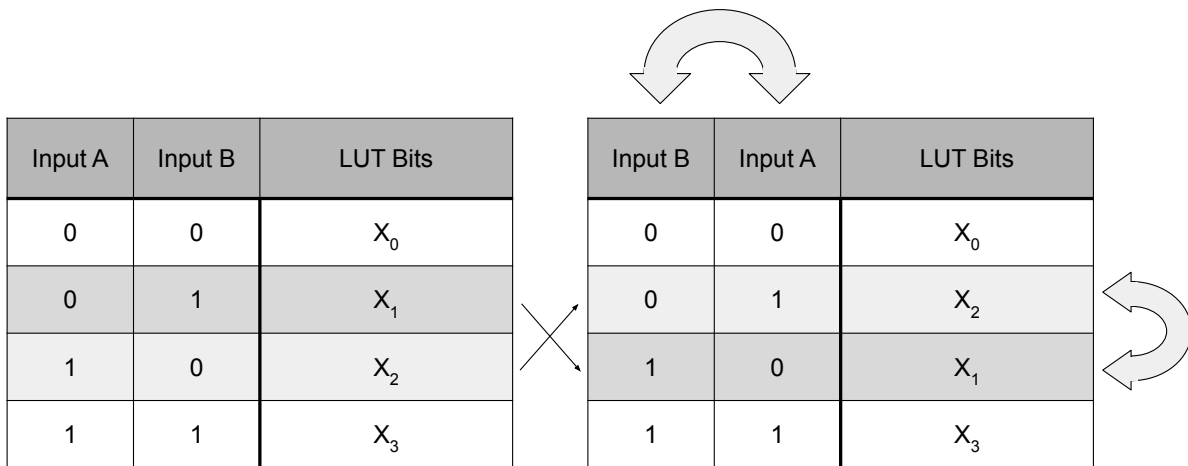 Input A Input B LUT Bits
0 0 X₀
0 1 X₁
1 0 X₂
1 1 X₃
Input B Input A LUT Bits
0 0 X₀
0 1 X₂
1 0 X₁
1 1 X₃